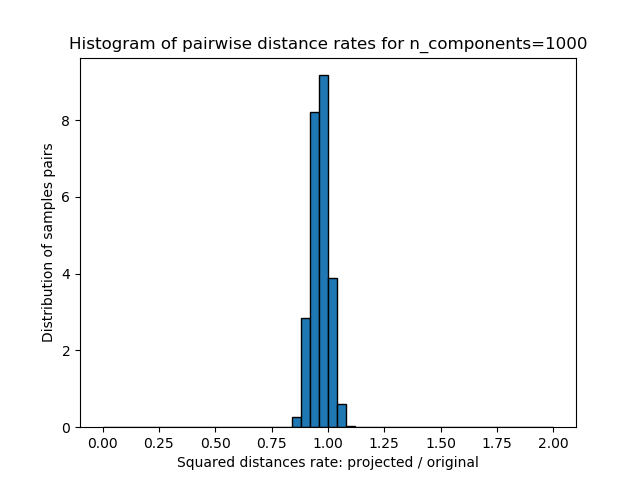 Histogram of pairwise distance rates for n_components=1000
Distribution of samples pairs
8
6
4
2
0
0.00 0.25 0.50 0.75 1.00 1.25 1.50 1.75 2.00
Squared distances rate: projected / original